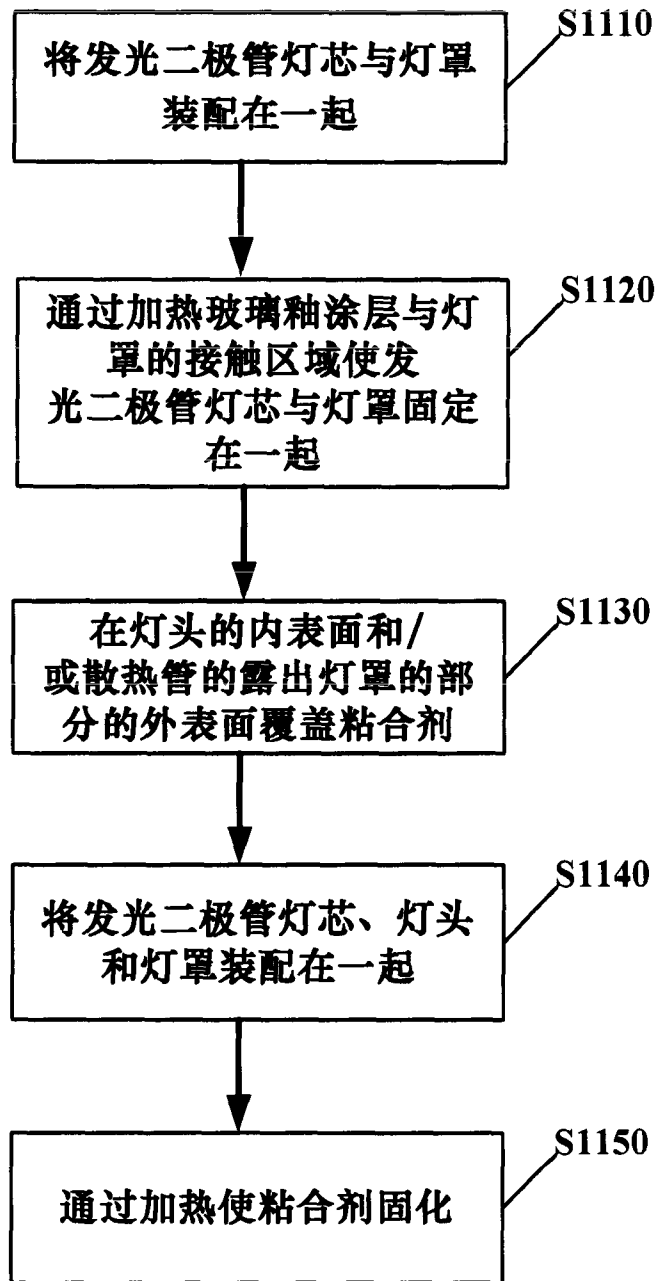 S1110
将发光二极管灯芯与灯罩
装配在一起
S1120
通过加热玻璃釉涂层与灯
罩的接触区域使发
光二极管灯芯与灯罩固定
在一起
S1130
在灯头的内表面和/
或散热管的露出灯罩的部
分的外表面覆盖粘合剂
S1140
将发光二极管灯芯、灯头
和灯罩装配在一起
S1150
通过加热使粘合剂固化